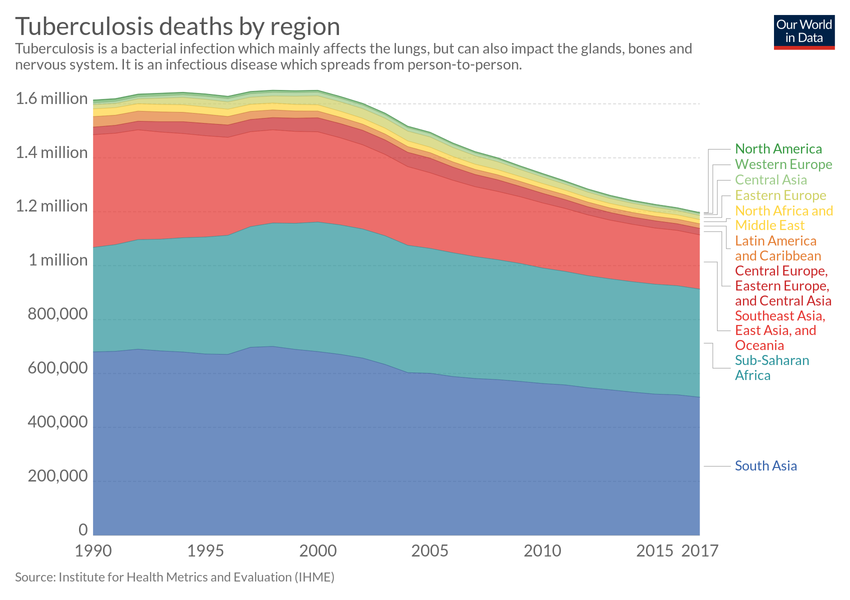 Tuberculosis deaths by region
Tuberculosis is a bacterial infection which mainly affects the lungs, but can also impact the glands, bones and
nervous system. It is an infectious disease which spreads from person-to-person.
Our World
in Data
1.6 million
1.4 million
1.2 million
1 million
800,000
600,000
400,000
200,000
0
1990
1995
2000
2005
2010
2015
2017
North America
Western Europe
Central Asia
Eastern Europe
North Africa and
Middle East
Latin America
and Caribbean
Central Europe,
Eastern Europe,
and Central Asia
Southeast Asia,
East Asia, and
Oceania
Sub-Saharan
Africa
South Asia
Source: Institute for Health Metrics and Evaluation (IHME)